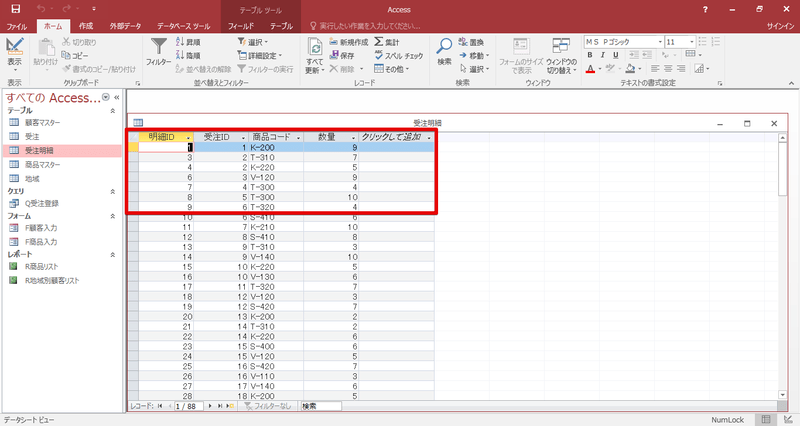 テーブル ツール
Access
? 
サインイン
ファイル ホーム 作成 外部データ データベース ツール フィールド テーブル 実行したい作業を入力してください
表示
貼り付け
切り取り
コピー
書式のコピー/貼り付け
フィルター
昇順
降順
並べ替えの解除
選択
詳細設定
フィルターの実行
すべて更新
新規作成
保存
削除
集計
スペル チェック
その他
検索
置換
移動
選択
フォームのサイズで表示
ウィンドウの切り替え
MS Pゴシック 11
B I U A
表示 クリップボード 並べ替えとフィルター レコード 検索 ウィンドウ テキストの書式設定
すべての Access...
テーブル
顧客マスター
受注
受注明細
商品マスター
地域
クエリ
Q受注登録
フォーム
F顧客入力
F商品入力
レポート
R商品リスト
R地域別顧客リスト
受注明細
明細ID 受注ID 商品コード 数量 クリックして追加
1 1 K-200 9
3 2 T-310 7
4 2 K-220 5
6 3 V-120 9
7 4 T-300 4
8 5 T-300 10
9 6 T-320 4
10 6 S-410 6
11 7 K-210 10
12 8 S-410 8
13 9 T-310 3
14 9 V-140 10
15 10 K-220 5
16 10 V-130 6
17 11 T-320 7
18 12 V-120 3
19 12 S-420 7
20 13 K-200 2
21 14 T-310 2
22 14 K-220 6
23 15 S-400 6
24 15 V-120 5
25 16 S-420 7
26 16 V-110 3
27 17 V-140 6
28 18 K-200 5
レコード: 1 / 88 フィルターなし 検索
データシート ビュー
NumLock